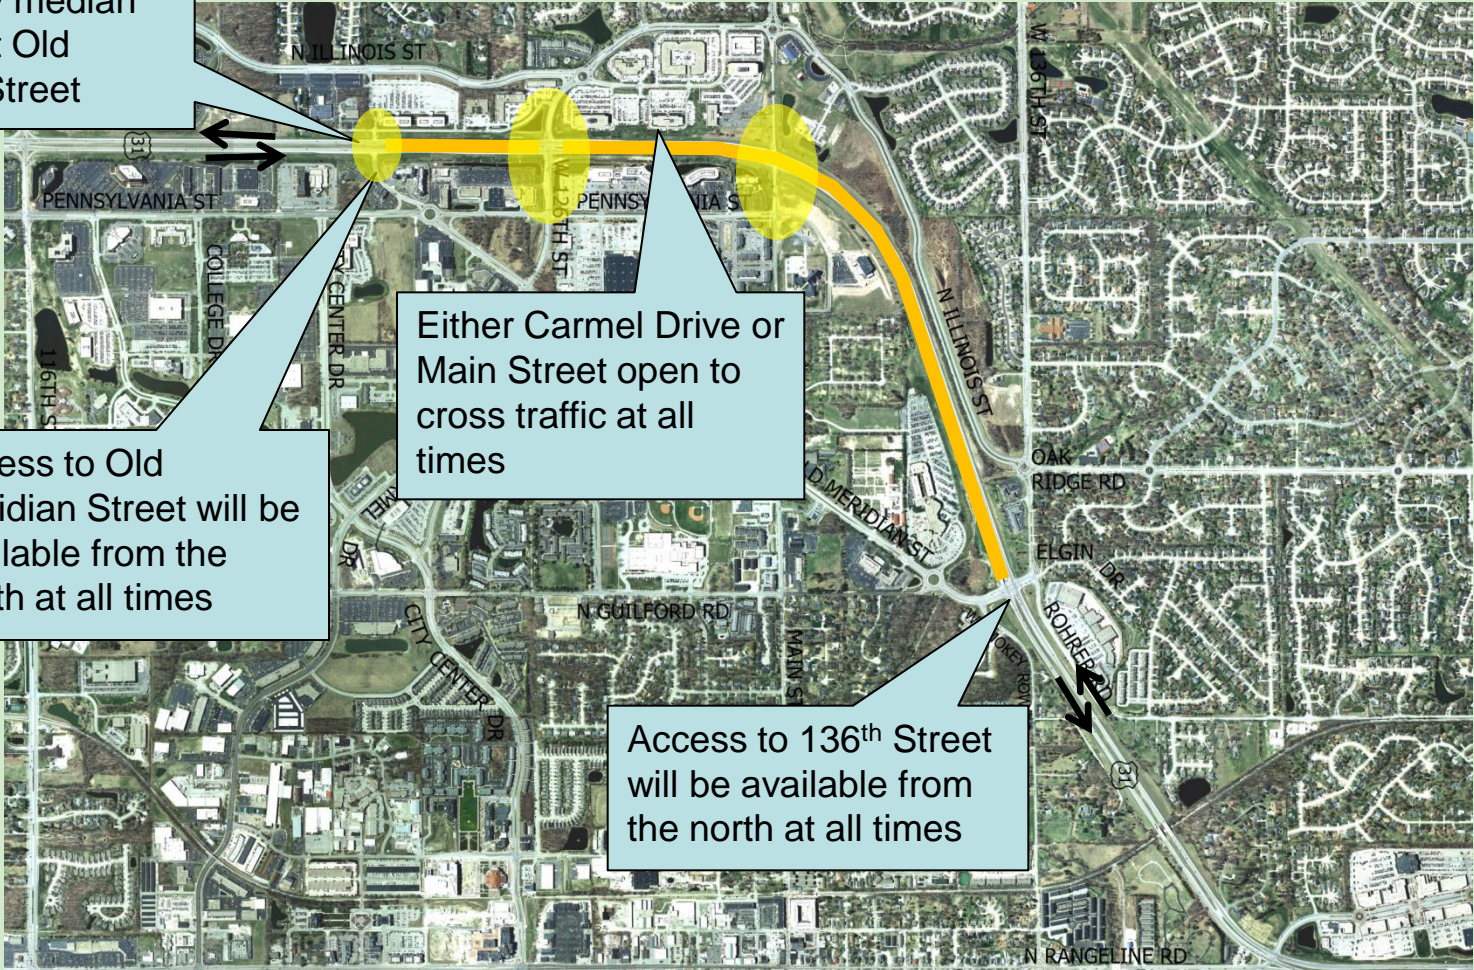 median
Old
Street
N ILLINOIS ST
W 136TH ST
31
PENNSYLVANIA ST
W 126TH ST
PENNSYLVANIA ST
COLLEGE DR
CENTER DR
116TH S
Either Carmel Drive or
Main Street open to
cross traffic at all
times
N ILLINOIS ST
ess to Old
idian Street will be
ilable from the
th at all times
OAK
RIDGE RD
LD MERIDIAN ST
MEL
DR
ELGIN
DR
N GUILFORD RD
CITY CENTER DR
MAIN ST
ROHRER RD
Access to 136th Street
will be available from
the north at all times
31
N RANGELINE RD